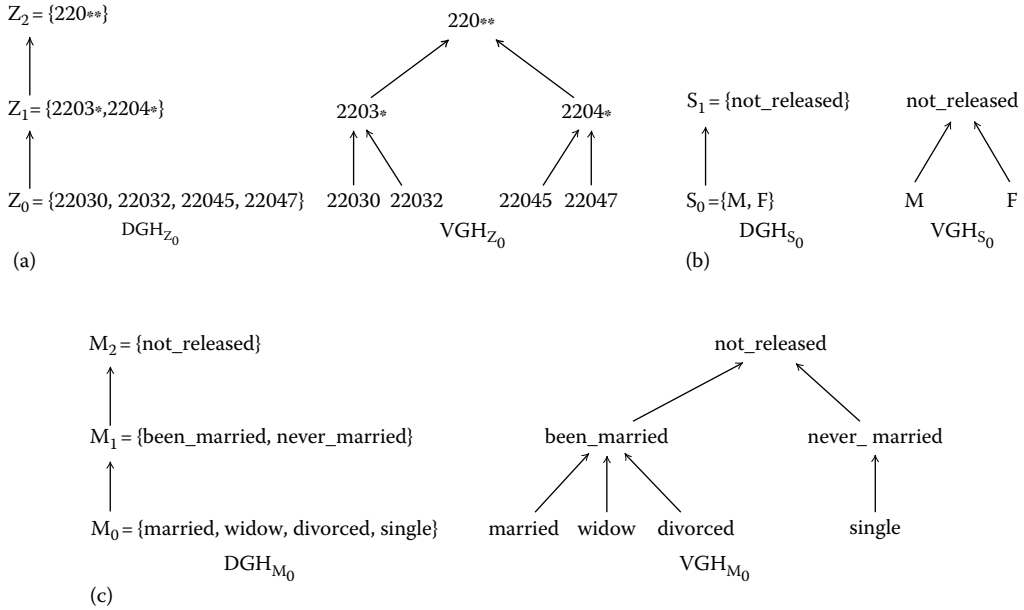 Z₂ = {220**}
220**
Z₁ = {2203*,2204*}
2203*
2204*
Z₀ = {22030, 22032, 22045, 22047}
22030 22032
22045 22047
DGH_Z₀
VGH_Z₀
(a)
S₁ = {not_released}
not_released
S₀ ={M, F}
M
F
DGH_S₀
VGH_S₀
(b)
M₂ = {not_released}
not_released
M₁ = {been_married, never_married}
been_married
never_ married
M₀ = {married, widow, divorced, single}
married widow divorced
single
DGH_M₀
VGH_M₀
(c)